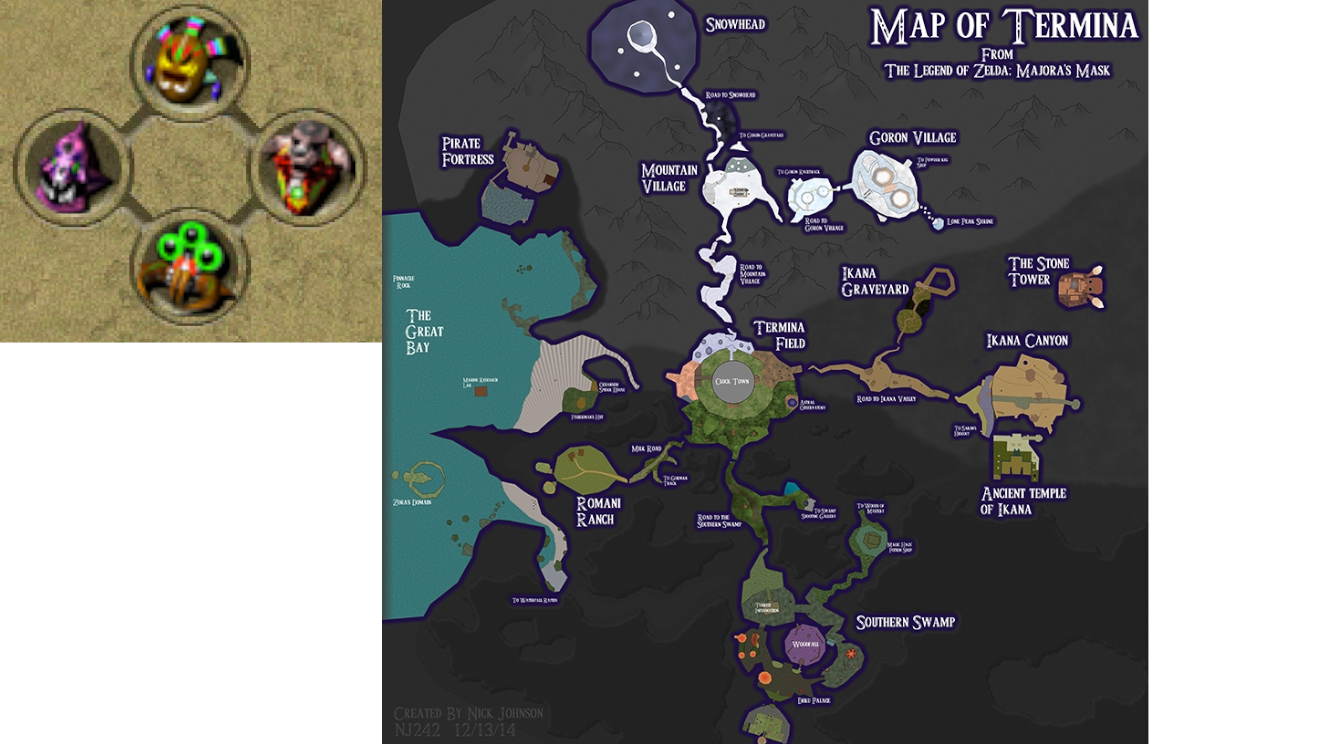 Snowhead
Map of Termina
From
The Legend of Zelda: Majora's Mask
Road to Snowhead
To Goron Graveyard
Pirate
Fortress
Goron Village
Mountain
Village
To Goron Racetrack
To Powder Keg
Shop
Road to
Goron Village
Lone Peak Shrine
Pinnacle
Rock
Road to
Mountain
Village
Ikana
Graveyard
The Stone
Tower
The
Great
Bay
Termina
Field
Ikana Canyon
Marine Research
Lab
Oceanside
Spider House
Clock Town
Fisherman's Hut
Astral
Observatory
Road to Ikana Valley
To Sakon's
Hideout
Milk Road
To Gorman
Track
Zora's Domain
Romani
Ranch
Ancient temple
of Ikana
Road to the
Southern Swamp
To Swamp
Shooting Gallery
To Woods of
Mystery
Magic Hags'
Potion Shop
To Waterfall Rapids
Tourist
Information
Southern Swamp
Woodfall
Deku Palace
Created By Nick Johnson
NJ242 12/13/14